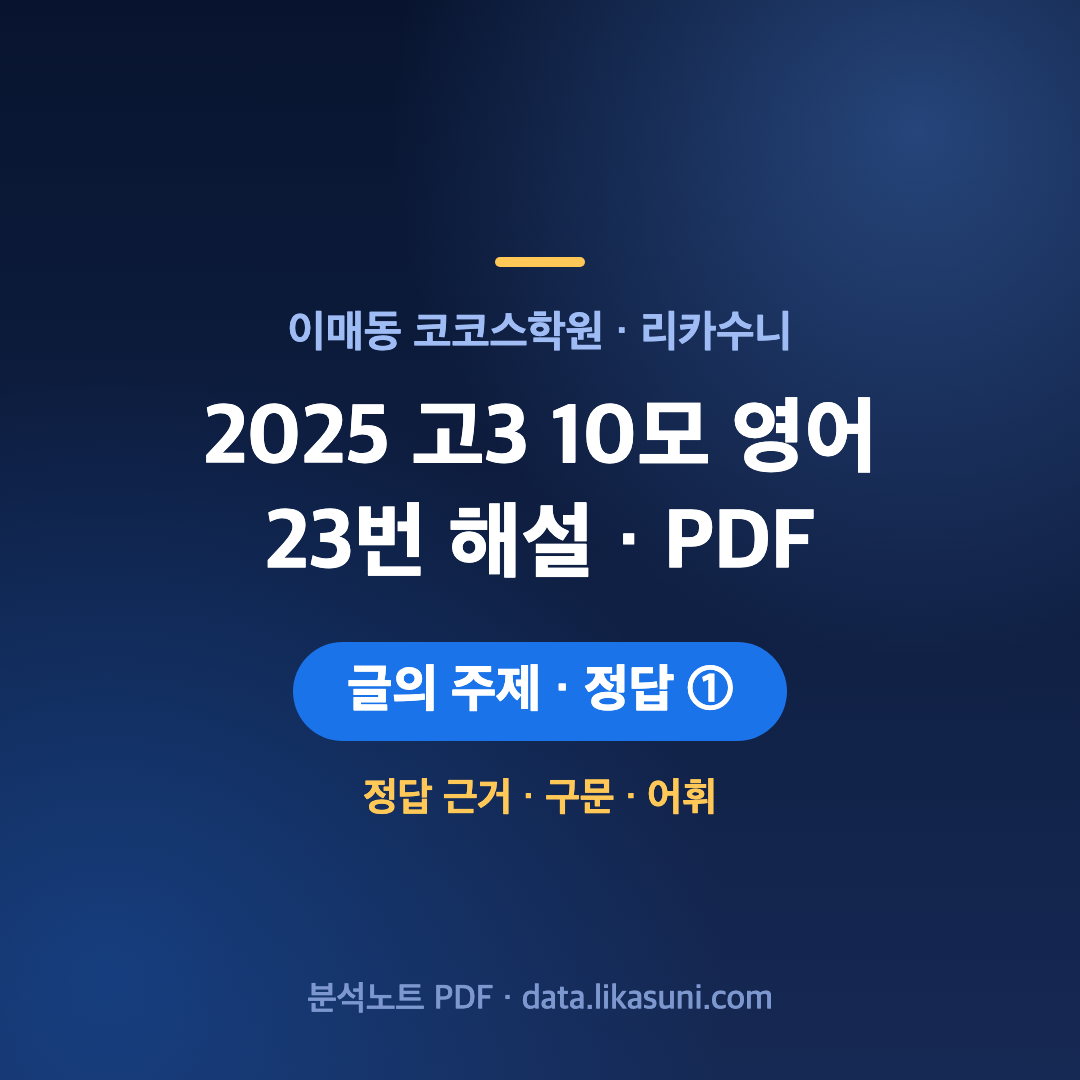 이매동 코코스학원 · 리카수니
2025 고3 10모 영어
23번 해설 · PDF
글의 주제 · 정답 ①
정답 근거 · 구문 · 어휘
분석노트 PDF · data.likasuni.com